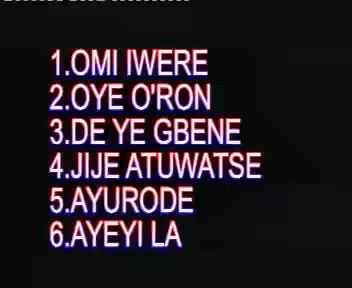 1.OMI IWERE
2.OYE O'RON
3.DE YE GBENE
4.JIJE ATUWATSE
5.AYURODE
6.AYEYI LA